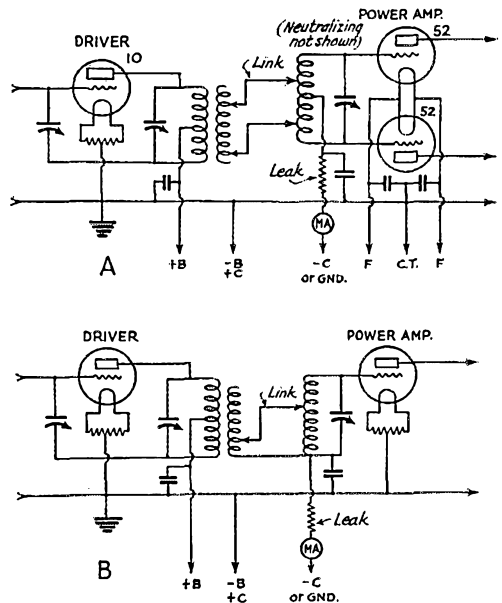 (Neutralizing
not shown)
POWER AMP.
52
DRIVER
10
Link
52
Leak
MA
A
+B
-B
+C
-C
or GND.
F
C.T.
F
DRIVER
POWER AMP.
Link
Leak
MA
B
+B
-B
+C
-C
or GND.